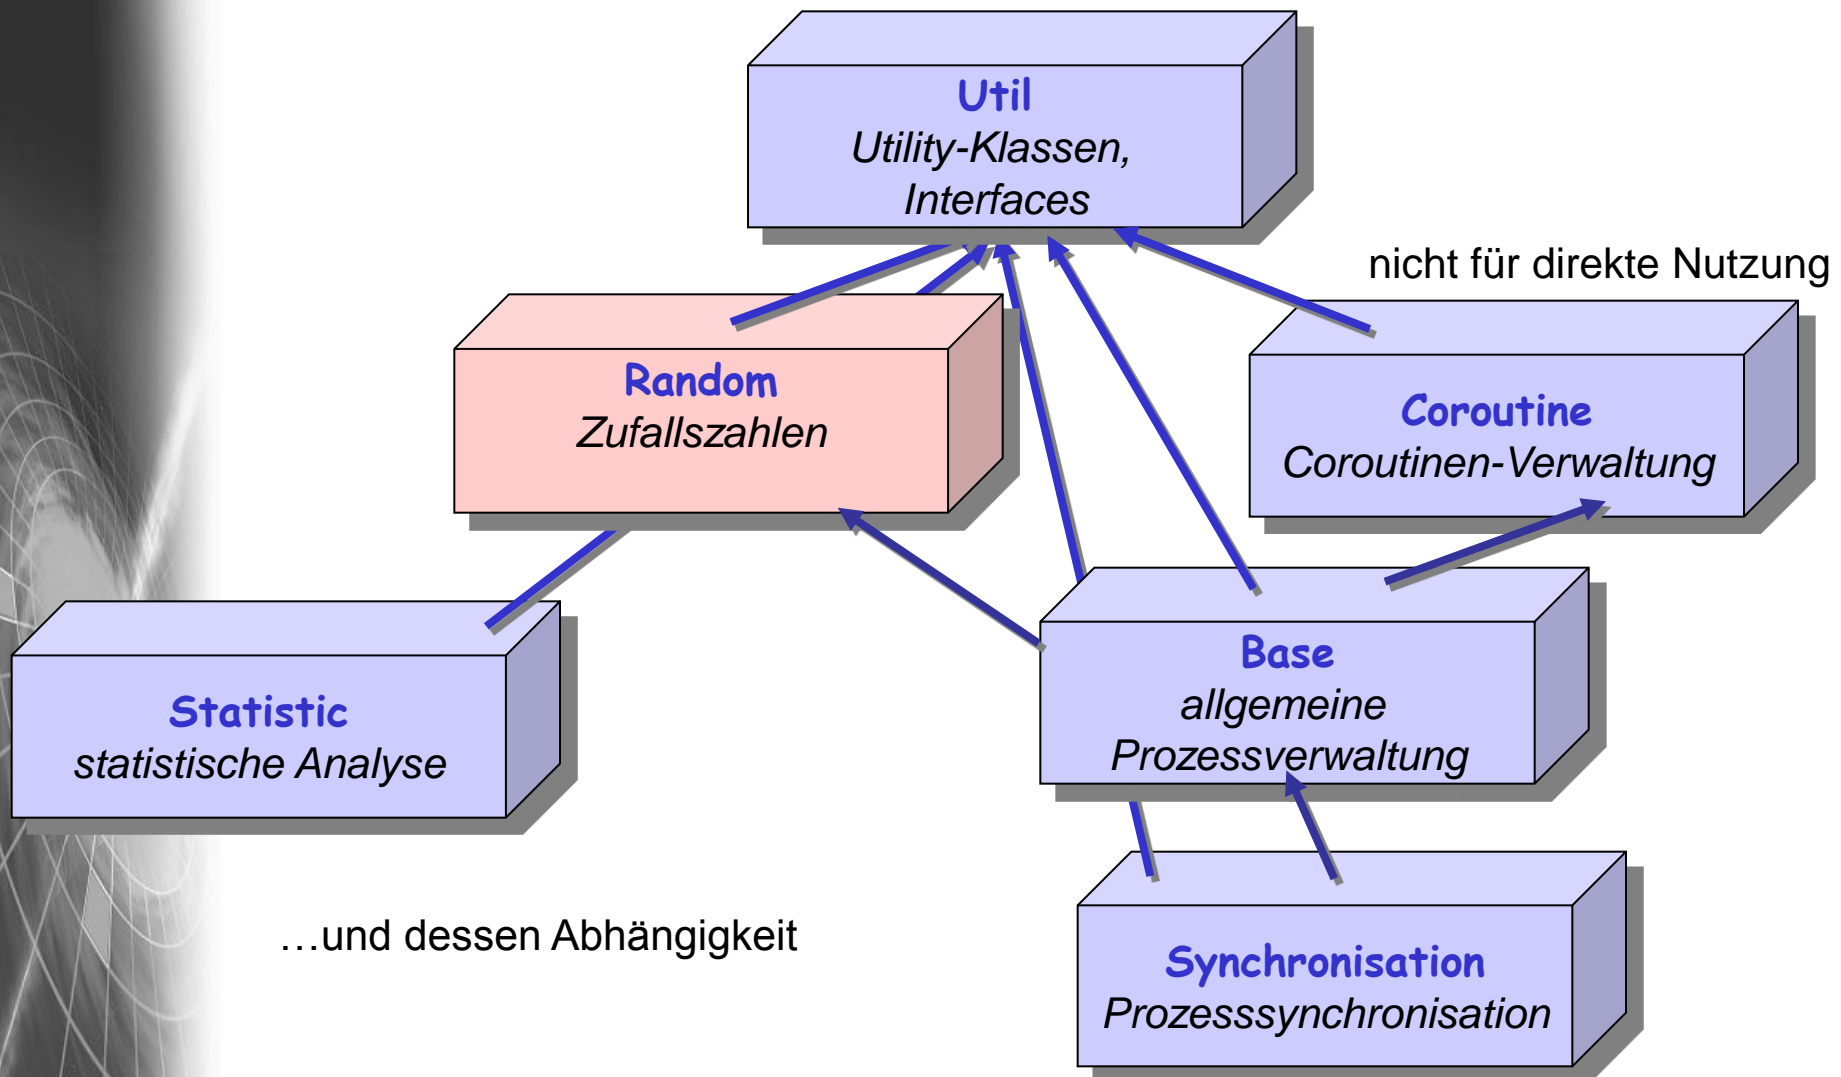 Util
Utility-Klassen,
Interfaces
nicht für direkte Nutzung
Random
Zufallszahlen
Coroutine
Coroutinen-Verwaltung
Base
allgemeine
Prozessverwaltung
Statistic
statistische Analyse
…und dessen Abhängigkeit
Synchronisation
Prozesssynchronisation